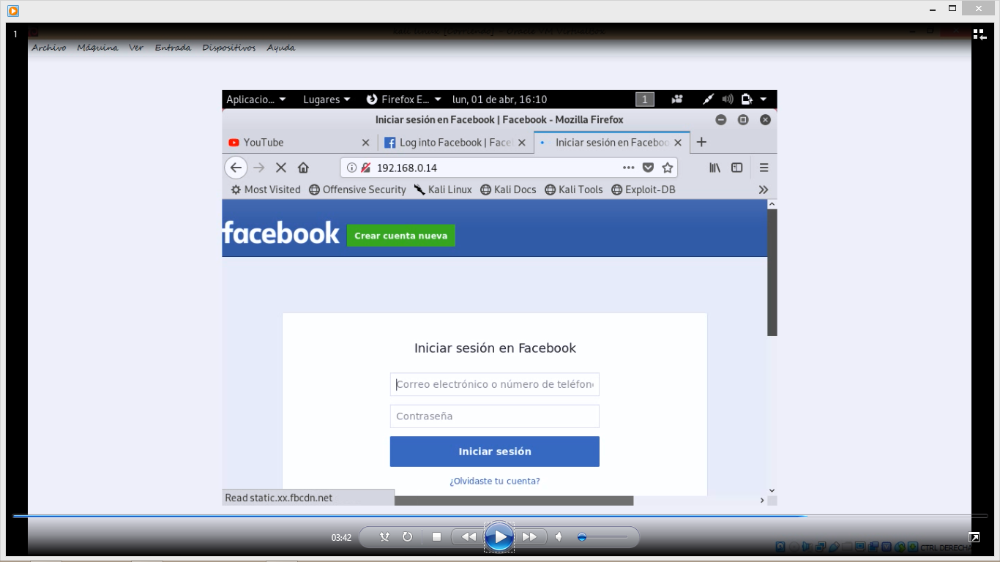 1
Archivo Máquina Ver Entrada Dispositivos Ayuda
Aplicacio... Lugares Firefox E... lun, 01 de abr, 16:10 1
Iniciar sesión en Facebook | Facebook - Mozilla Firefox
YouTube Log into Facebook | Face Iniciar sesión en Faceboo
192.168.0.14
Most Visited Offensive Security Kali Linux Kali Docs Kali Tools Exploit-DB
facebook Crear cuenta nueva
Iniciar sesión en Facebook
Correo electrónico o número de teléfon
Contraseña
Iniciar sesión
¿Olvidaste tu cuenta?
Read static.xx.fbcdn.net
03:42
CTRL DERECHA